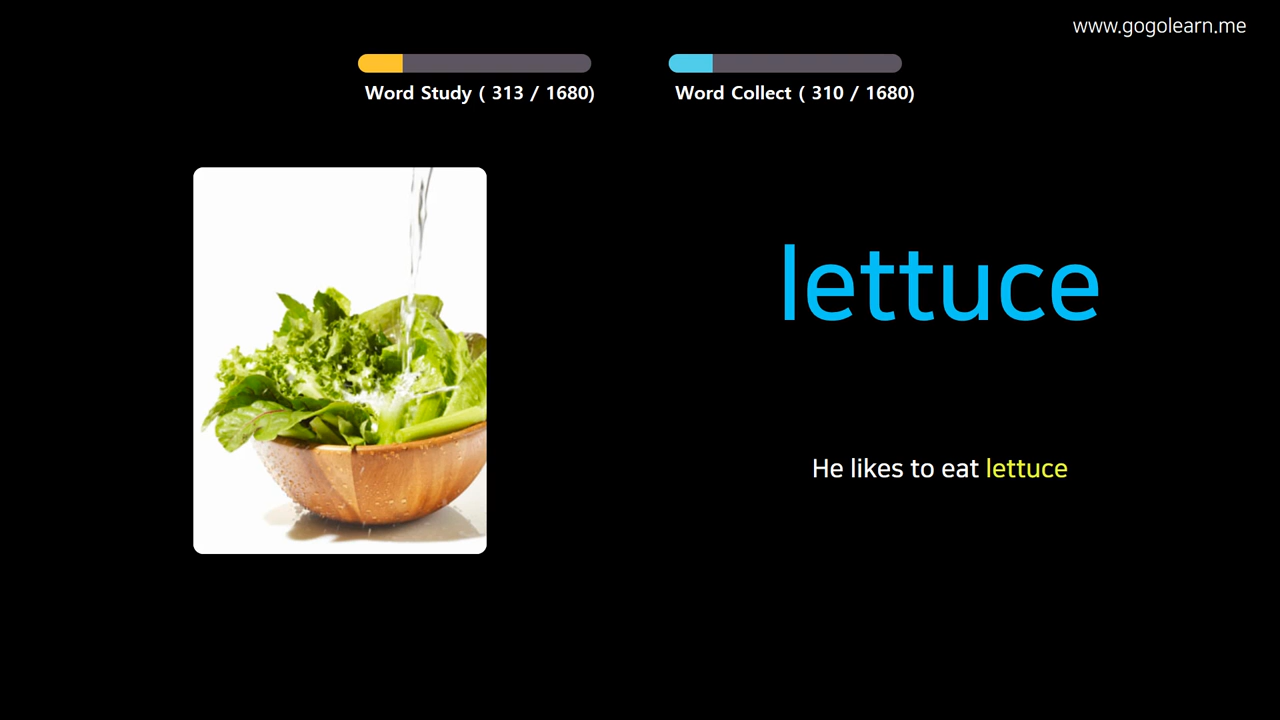 www.gogolearn.me
Word Study ( 313 / 1680)
Word Collect ( 310 / 1680)
lettuce
He likes to eat lettuce